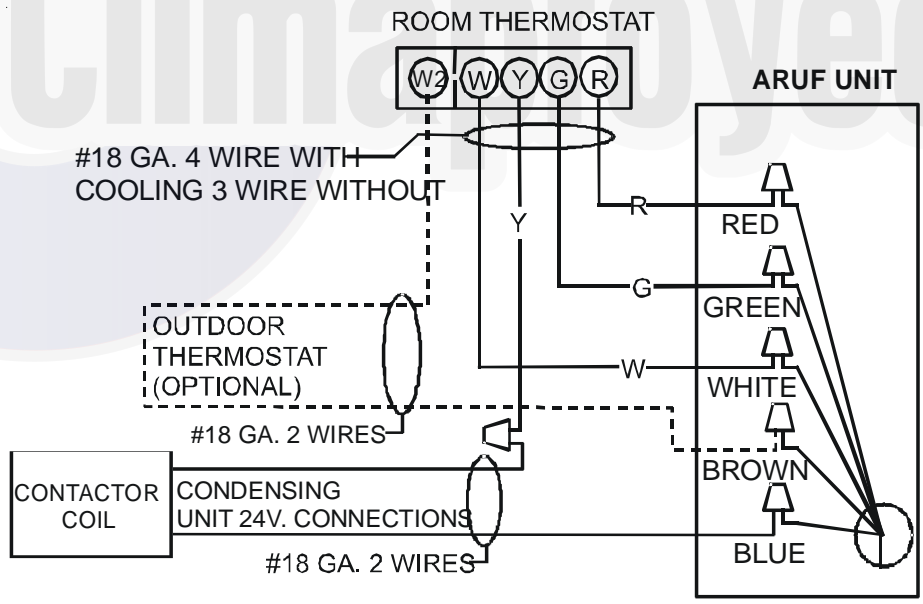 Climaproyec
ROOM THERMOSTAT
W2 W Y G R
ARUF UNIT
#18 GA. 4 WIRE WITH
COOLING 3 WIRE WITHOUT
Y
R
RED
G
GREEN
OUTDOOR
THERMOSTAT
(OPTIONAL)
W
WHITE
#18 GA. 2 WIRES
BROWN
CONTACTOR
COIL
CONDENSING
UNIT 24V. CONNECTIONS
BLUE
#18 GA. 2 WIRES